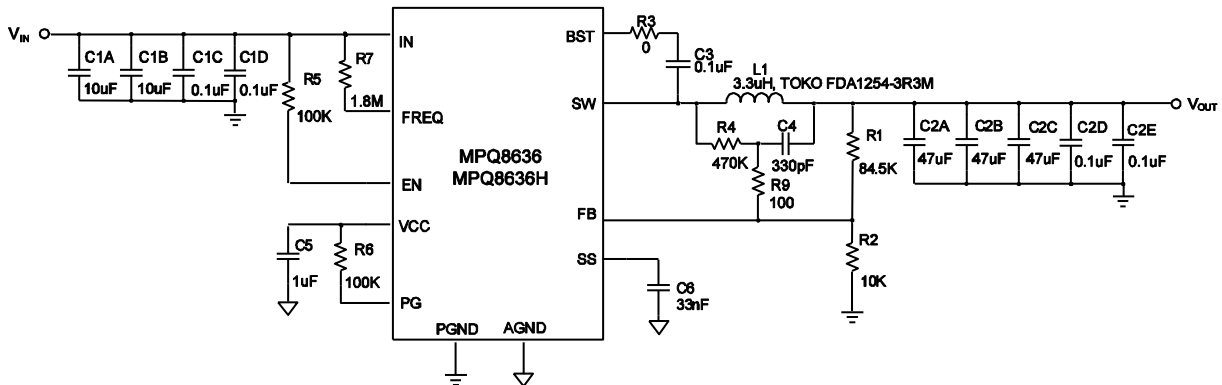 VIN
C1A
10uF
C1B
10uF
C1C
0.1uF
C1D
0.1uF
R5
100K
R7
1.8M
IN
FREQ
EN
VCC
PG
C5
1uF
R6
100K
MPQ8636
MPQ8636H
PGND
AGND
BST
SW
FB
SS
R3
0
C3
0.1uF
L1
3.3uH, TOKO FDA1254-3R3M
R4
470K
C4
330pF
R9
100
R1
84.5K
R2
10K
C6
33nF
C2A
47uF
C2B
47uF
C2C
47uF
C2D
0.1uF
C2E
0.1uF
VOUT